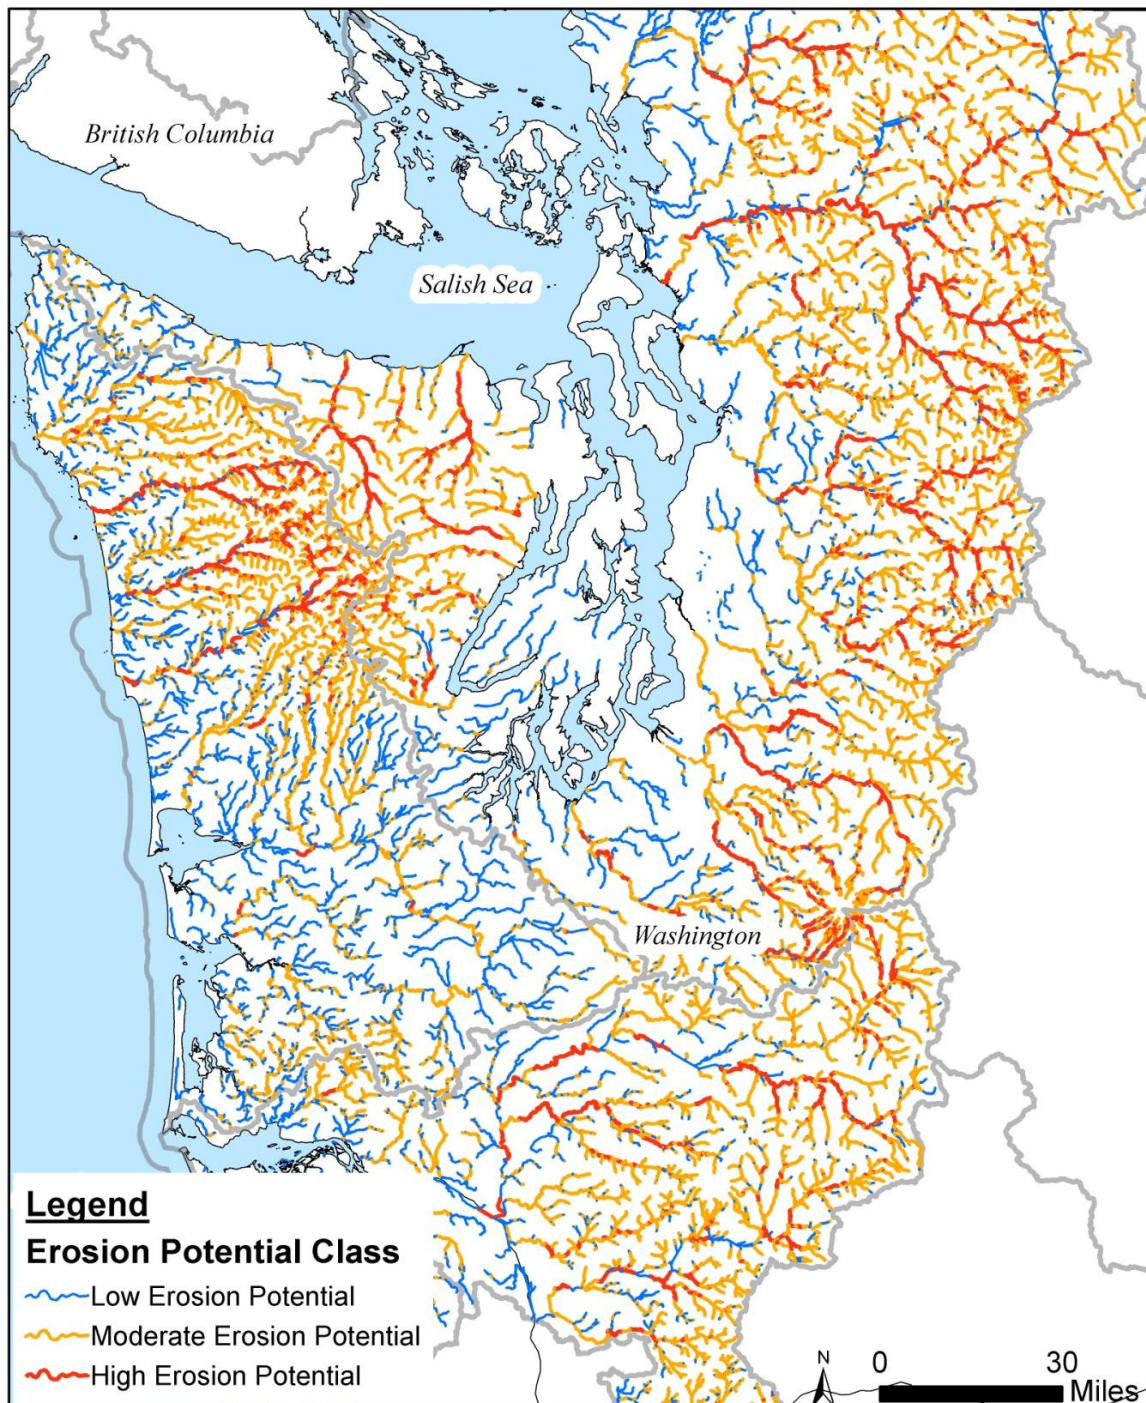 British Columbia
Salish Sea
Washington
Legend
Erosion Potential Class
Low Erosion Potential
Moderate Erosion Potential
High Erosion Potential
N
0 30
Miles